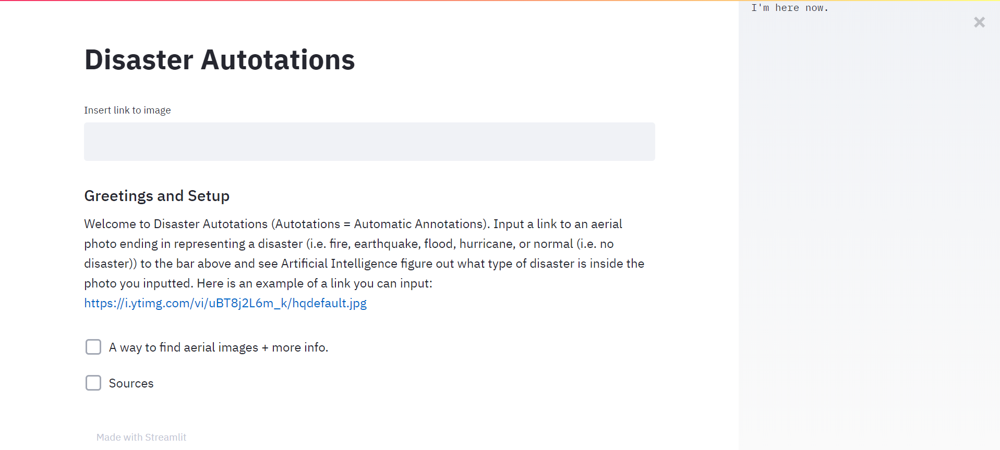 I'm here now.
Disaster Autotations
Insert link to image
Greetings and Setup
Welcome to Disaster Autotations (Autotations = Automatic Annotations). Input a link to an aerial
photo ending in representing a disaster (i.e. fire, earthquake, flood, hurricane, or normal (i.e. no
disaster)) to the bar above and see Artificial Intelligence figure out what type of disaster is inside the
photo you inputted. Here is an example of a link you can input:
https://i.ytimg.com/vi/uBT8j2L6m_k/hqdefault.jpg
A way to find aerial images + more info.
Sources
Made with Streamlit